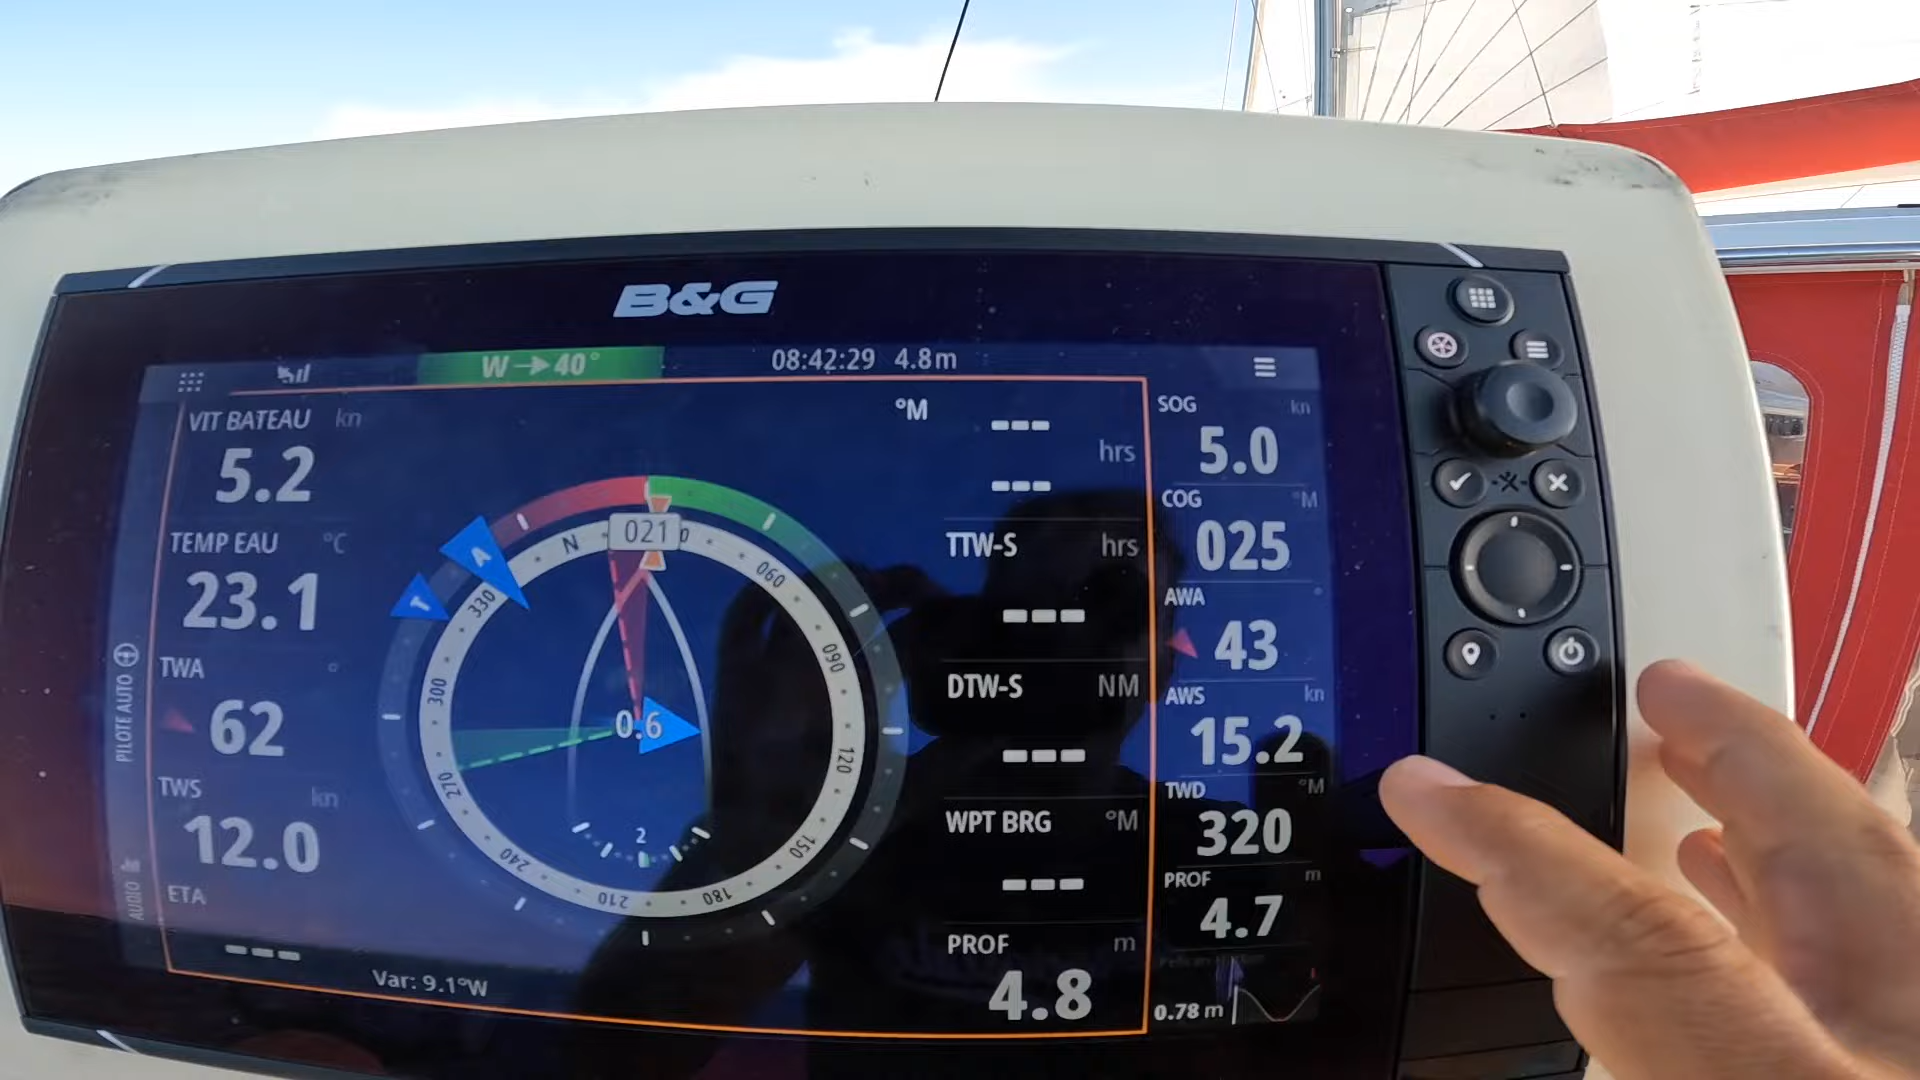 B&G
W 40°
08:42:29 4.8m
VIT BATEAU kn
5.2
TEMP EAU °C
23.1
TWA °
62
TWS kn
12.0
ETA
---
PILOTE AUTO
AUDIO
Var: 9.1°W
A
T
021
N
060
090
120
150
180
210
240
270
300
330
0.6
2
°M
---
hrs
---
TTW-S hrs
---
DTW-S NM
---
WPT BRG °M
---
PROF m
4.8
SOG kn
5.0
COG °M
025
AWA °
43
AWS kn
15.2
TWD °M
320
PROF m
4.7
0.78 m